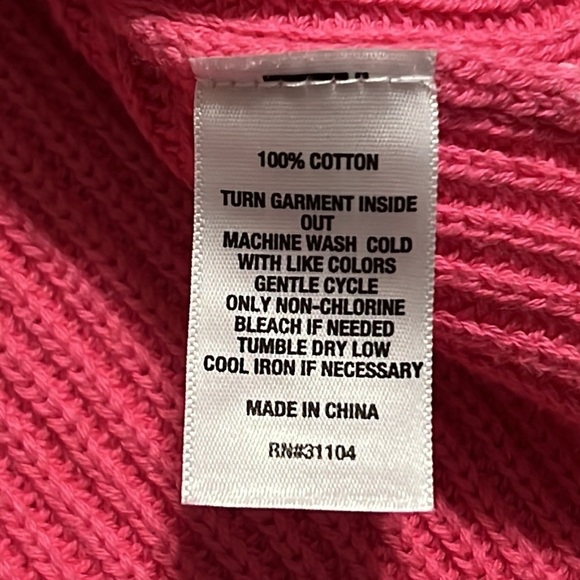 100% COTTON
TURN GARMENT INSIDE
OUT
MACHINE WASH COLD
WITH LIKE COLORS
GENTLE CYCLE
ONLY NON-CHLORINE
BLEACH IF NEEDED
TUMBLE DRY LOW
COOL IRON IF NECESSARY
MADE IN CHINA
RN#31104